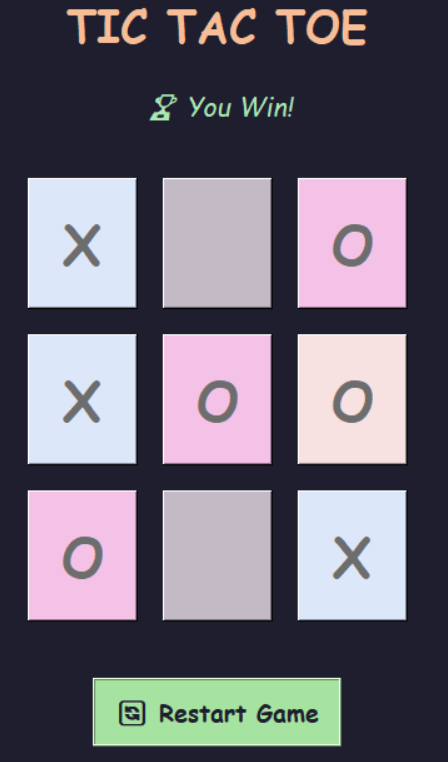 TIC TAC TOE
You Win!
X O
X O O
O X
Restart Game